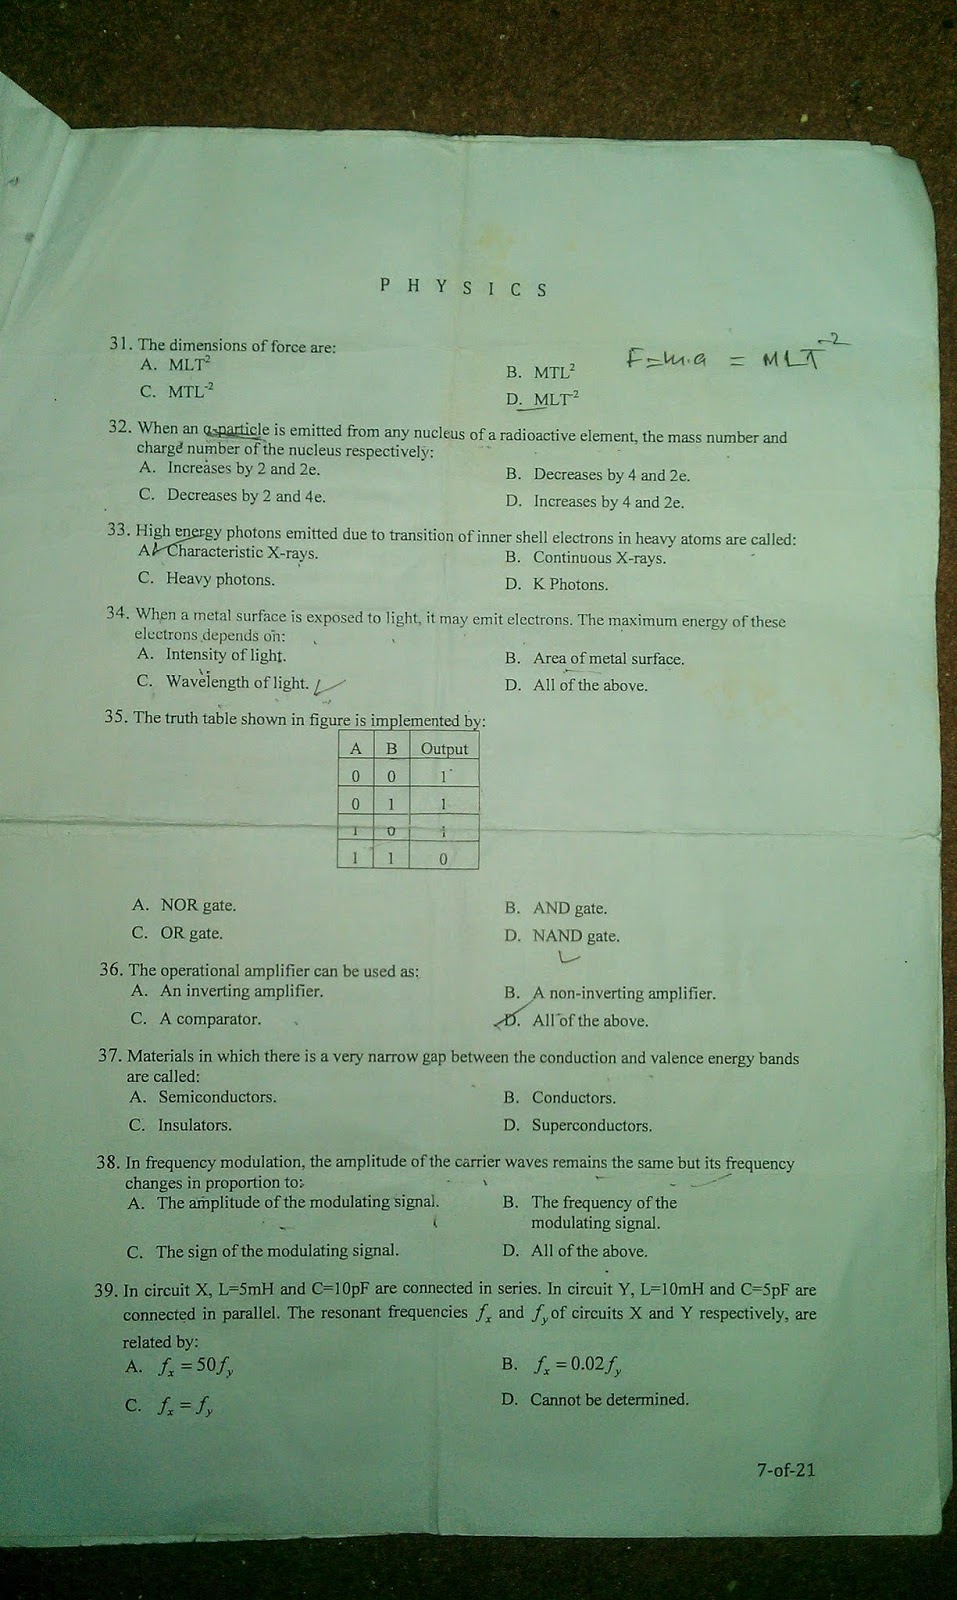 P H Y S I C S
31. The dimensions of force are:
F=m.a = MLT⁻²
A. MLT²
B. MTL²
C. MTL⁻²
D. MLT⁻²
32. When an α-particle is emitted from any nucleus of a radioactive element, the mass number and
charge number of the nucleus respectively:
A. Increases by 2 and 2e.
B. Decreases by 4 and 2e.
C. Decreases by 2 and 4e.
D. Increases by 4 and 2e.
33. High energy photons emitted due to transition of inner shell electrons in heavy atoms are called:
A. Characteristic X-rays.
B. Continuous X-rays.
C. Heavy photons.
D. K Photons.
34. When a metal surface is exposed to light, it may emit electrons. The maximum energy of these
electrons depends on:
A. Intensity of light.
B. Area of metal surface.
C. Wavelength of light.
D. All of the above.
35. The truth table shown in figure is implemented by:
A B Output
0 0 1
0 1 1
1 0 1
1 1 0
A. NOR gate.
B. AND gate.
C. OR gate.
D. NAND gate.
36. The operational amplifier can be used as:
A. An inverting amplifier.
B. A non-inverting amplifier.
C. A comparator.
D. All of the above.
37. Materials in which there is a very narrow gap between the conduction and valence energy bands
are called:
A. Semiconductors.
B. Conductors.
C. Insulators.
D. Superconductors.
38. In frequency modulation, the amplitude of the carrier waves remains the same but its frequency
changes in proportion to:
A. The amplitude of the modulating signal.
B. The frequency of the
modulating signal.
C. The sign of the modulating signal.
D. All of the above.
39. In circuit X, L=5mH and C=10pF are connected in series. In circuit Y, L=10mH and C=5pF are
connected in parallel. The resonant frequencies fₓ and f_y of circuits X and Y respectively, are
related by:
A. fₓ = 50f_y
B. fₓ = 0.02f_y
C. fₓ = f_y
D. Cannot be determined.
7-of-21